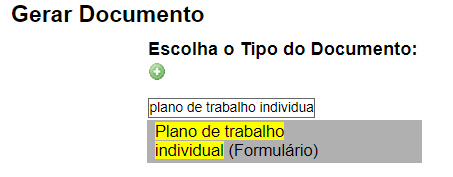 Gerar Documento
Escolha o Tipo do Documento:
plano de trabalho individua
Plano de trabalho
individual (Formulário)